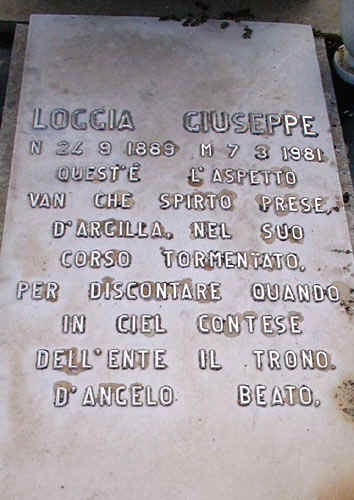 LOGGIA GIUSEPPE
N 24 9 1889 M 7 3 1981
QUEST'È L'ASPETTO
VAN CHE SPIRTO PRESE,
D'ARGILLA, NEL SUO
CORSO TORMENTATO,
PER DISCONTARE QUANDO
IN CIEL CONTESE
DELL'ENTE IL TRONO.
D'ANGELO BEATO,